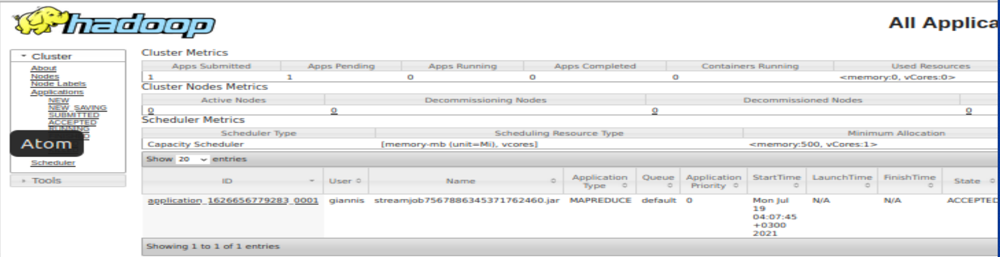 hadoop
All Applica
Cluster
About
Nodes
Node Labels
Applications
NEW
NEW_SAVING
SUBMITTED
ACCEPTED
RUNNING
Atom
Scheduler
Tools
Cluster Metrics
Apps Submitted Apps Pending Apps Running Apps Completed Containers Running Used Resources
1 1 0 0 0 <memory:0, vCores:0>
Cluster Nodes Metrics
Active Nodes Decommissioning Nodes Decommissioned Nodes
0 0 0 0
Scheduler Metrics
Scheduler Type Scheduling Resource Type Minimum Allocation
Capacity Scheduler [memory-mb (unit=Mi), vcores] <memory:500, vCores:1>
Show 20 entries
ID User Name Application Type Queue Application Priority StartTime LaunchTime FinishTime State
application_1626656779283_0001 giannis streamjob7567886345371762460.jar MAPREDUCE default 0 Mon Jul 19 04:07:45 +0300 2021 N/A N/A ACCEPTED
Showing 1 to 1 of 1 entries